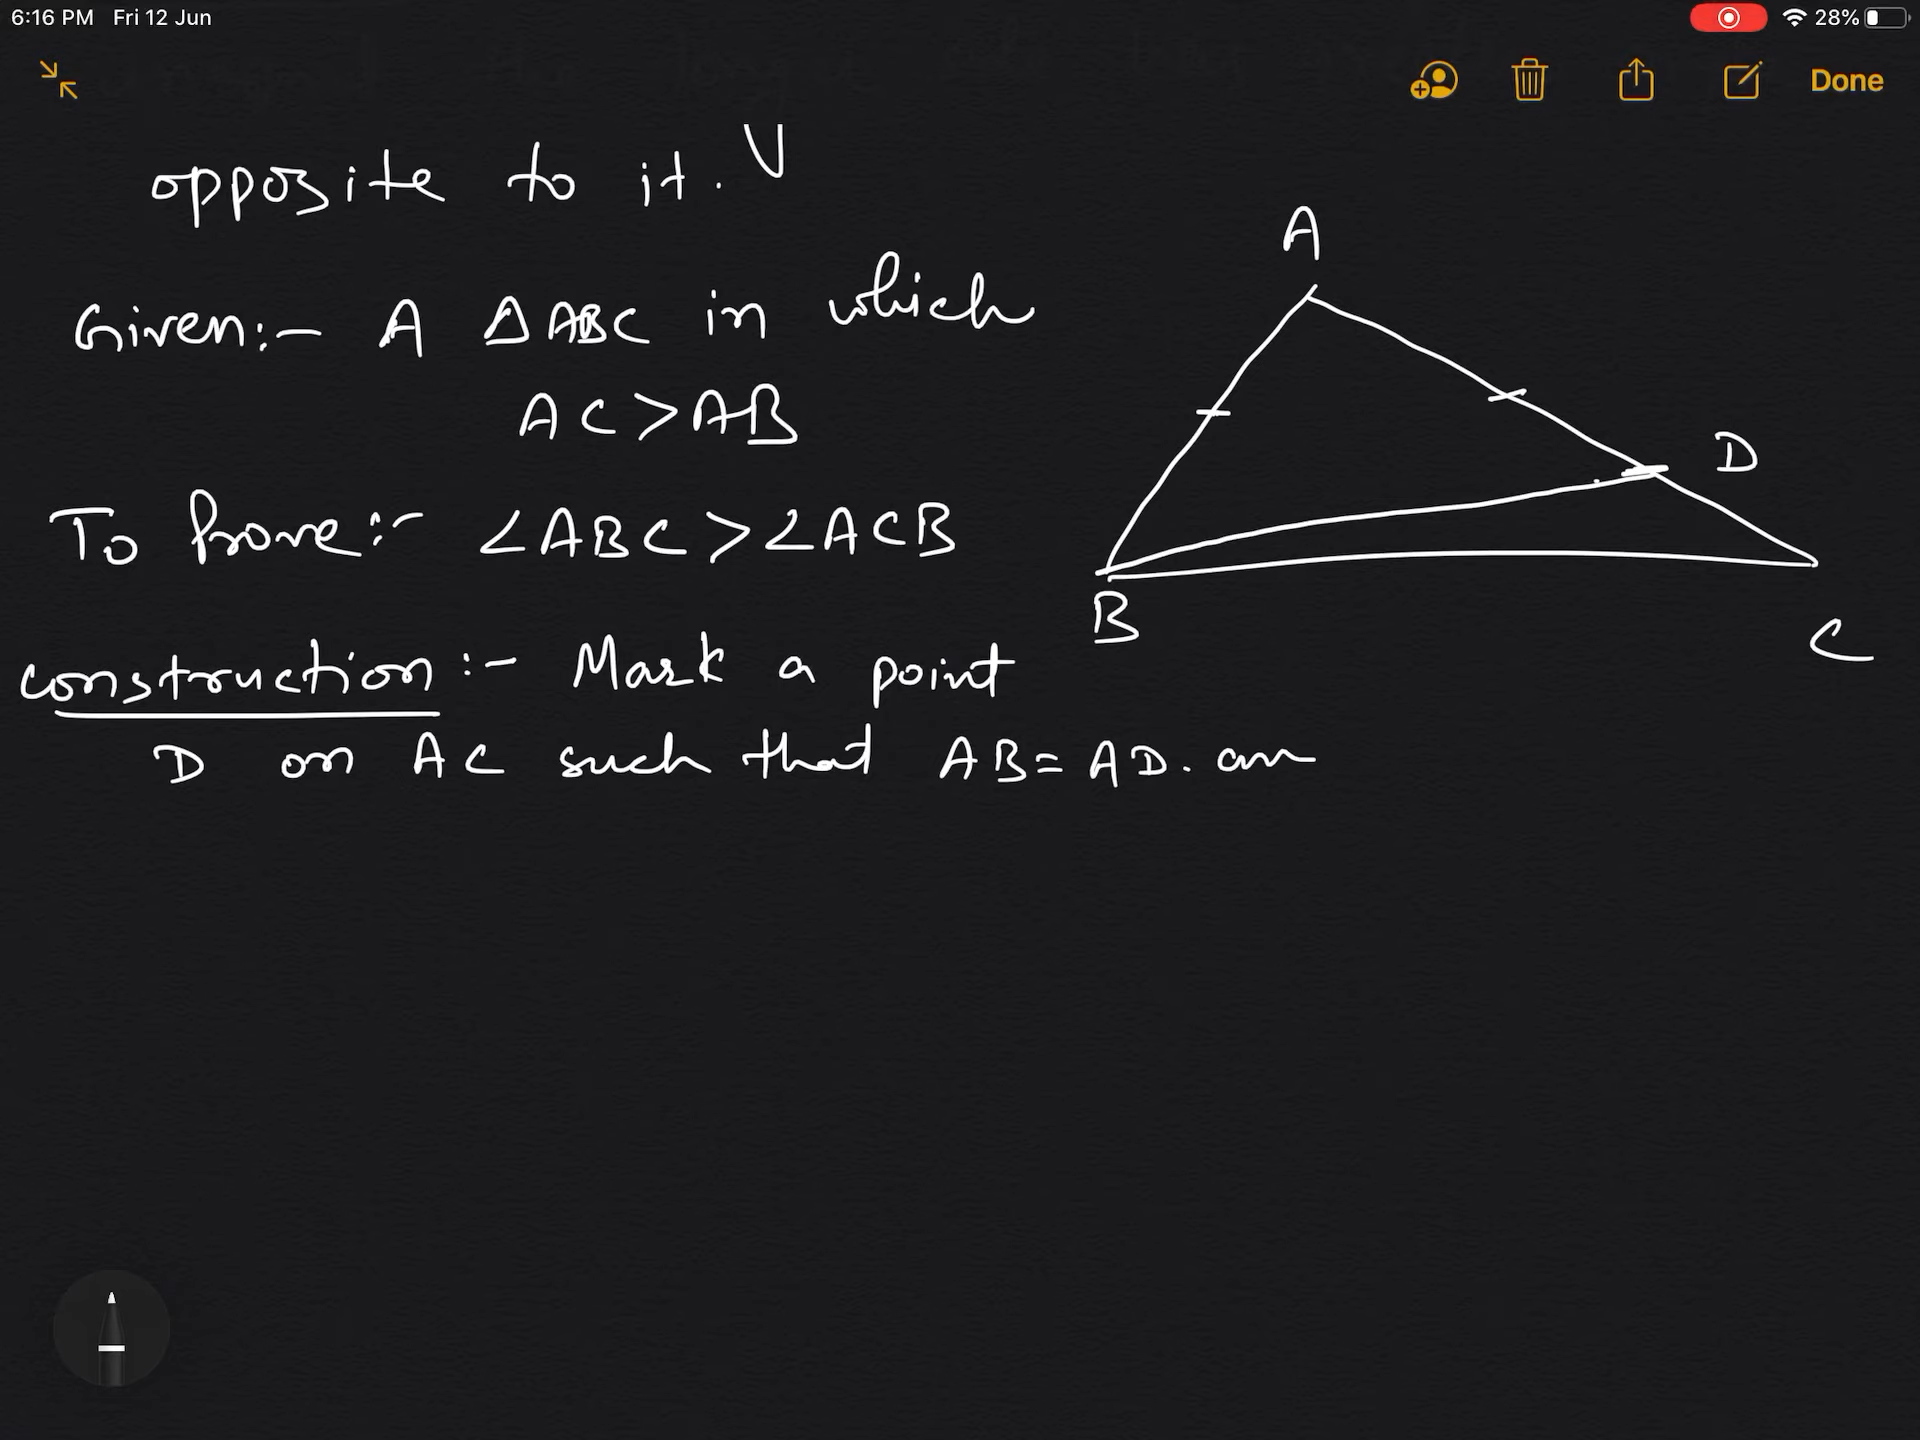 6:16 PM Fri 12 Jun
28%
Done
opposite to it.
Given:- A ΔABC in which
AC>AB
To Prove:- ∠ABC>∠ACB
construction:- Mark a point
D on AC such that AB=AD. an
A
D
B
C